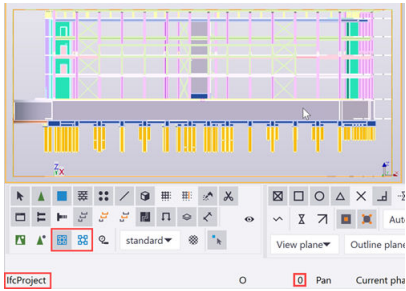 Z
X
standard
Auto
View plane
Outline plane
IfcProject
O
0
Pan
Current pha